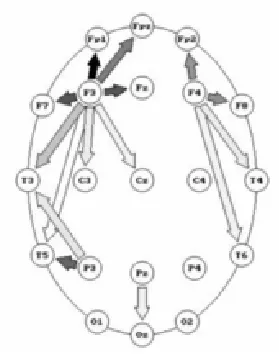 Fpz
Fp1 Fp2
F7 F3 Fz F4 F8
T3 C3 Cz C4 T4
T5 P3 Pz P4 T6
O1 Oz O2